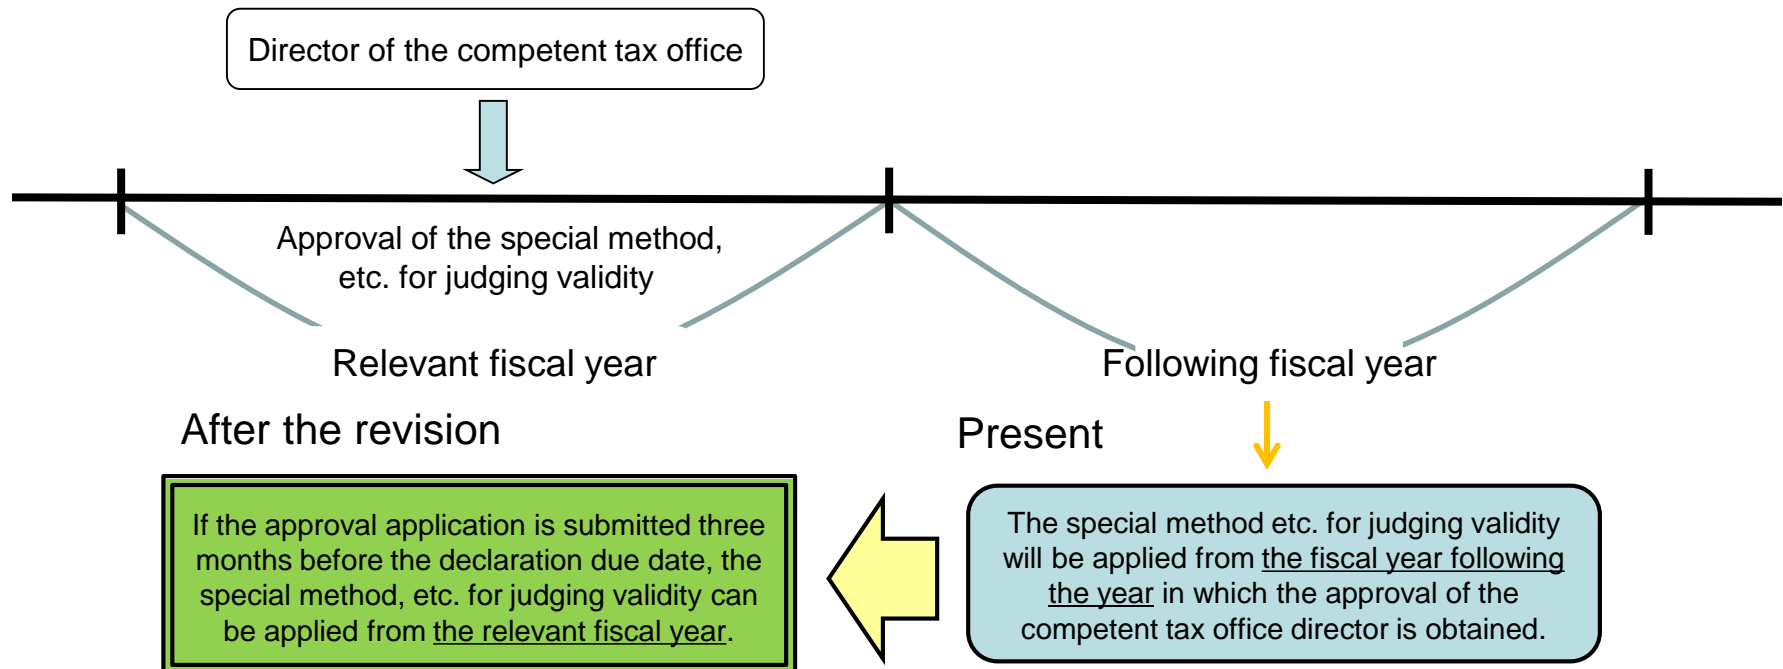 Director of the competent tax office
Approval of the special method,
etc. for judging validity
Relevant fiscal year
Following fiscal year
After the revision
Present
If the approval application is submitted three
months before the declaration due date, the
special method, etc. for judging validity can
be applied from the relevant fiscal year.
The special method etc. for judging validity
will be applied from the fiscal year following
the year in which the approval of the
competent tax office director is obtained.